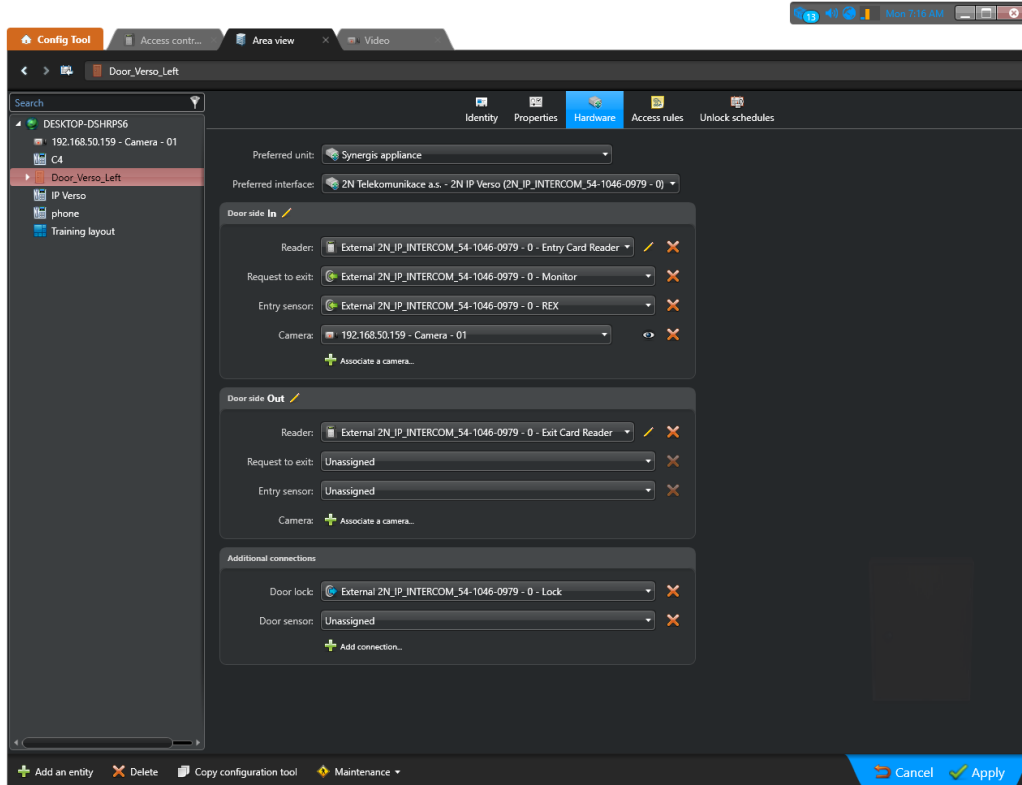 13 Mon 7:16 AM
Config Tool Access contr... Area view Video
Door_Verso_Left
Search
DESKTOP-DSHRPS6
192.168.50.159 - Camera - 01
C4
Door_Verso_Left
IP Verso
phone
Training layout
Identity Properties Hardware Access rules Unlock schedules
Preferred unit: Synergis appliance
Preferred interface: 2N Telekomunikace a.s. - 2N IP Verso (2N_IP_INTERCOM_54-1046-0979 - 0)
Door side In
Reader: External 2N_IP_INTERCOM_54-1046-0979 - 0 - Entry Card Reader
Request to exit: External 2N_IP_INTERCOM_54-1046-0979 - 0 - Monitor
Entry sensor: External 2N_IP_INTERCOM_54-1046-0979 - 0 - REX
Camera: 192.168.50.159 - Camera - 01
Associate a camera...
Door side Out
Reader: External 2N_IP_INTERCOM_54-1046-0979 - 0 - Exit Card Reader
Request to exit: Unassigned
Entry sensor: Unassigned
Camera: Associate a camera...
Additional connections
Door lock: External 2N_IP_INTERCOM_54-1046-0979 - 0 - Lock
Door sensor: Unassigned
Add connection...
Add an entity Delete Copy configuration tool Maintenance Cancel Apply